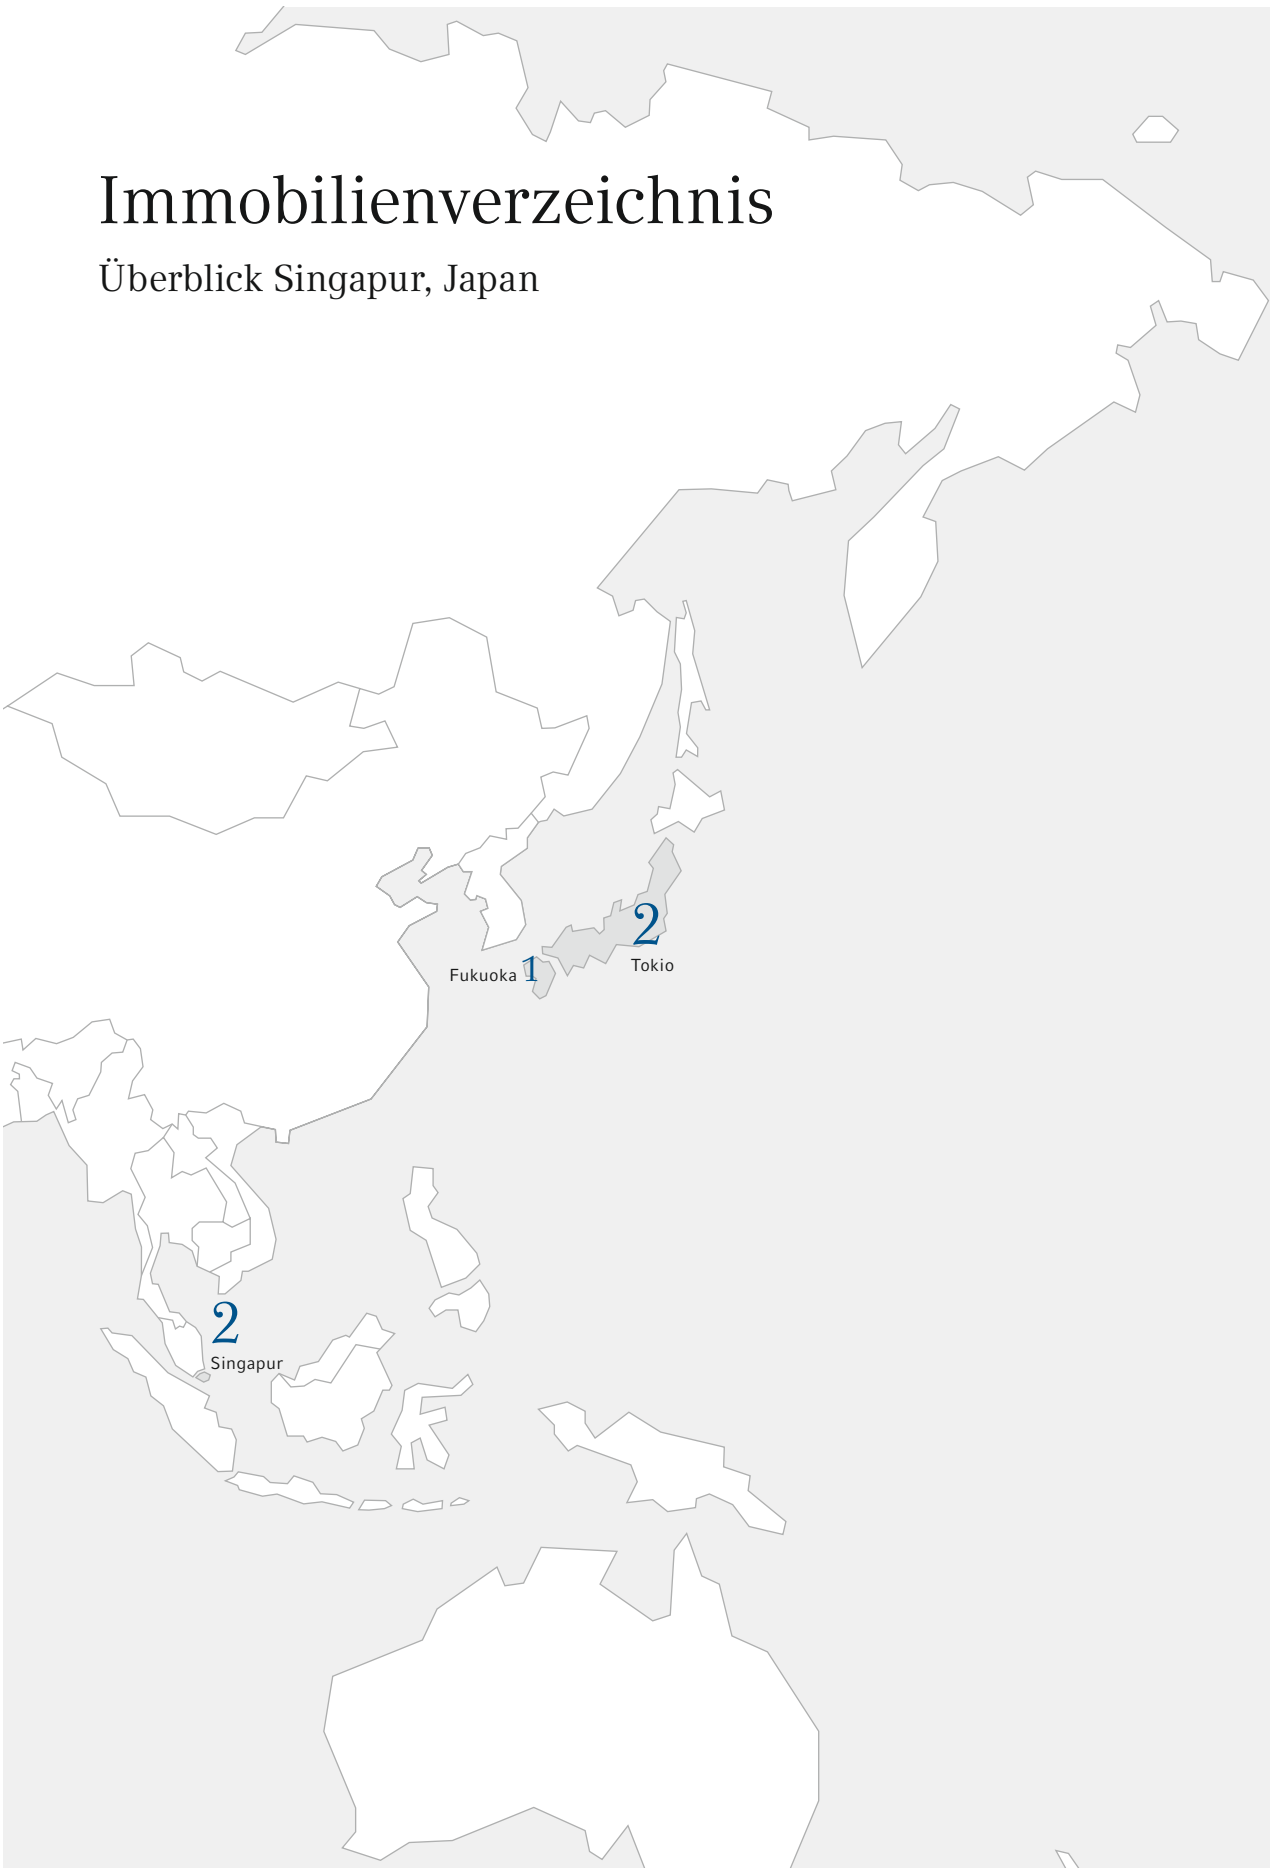 Immobilienverzeichnis
Überblick Singapur, Japan
2
Tokio
Fukuoka 1
2
Singapur